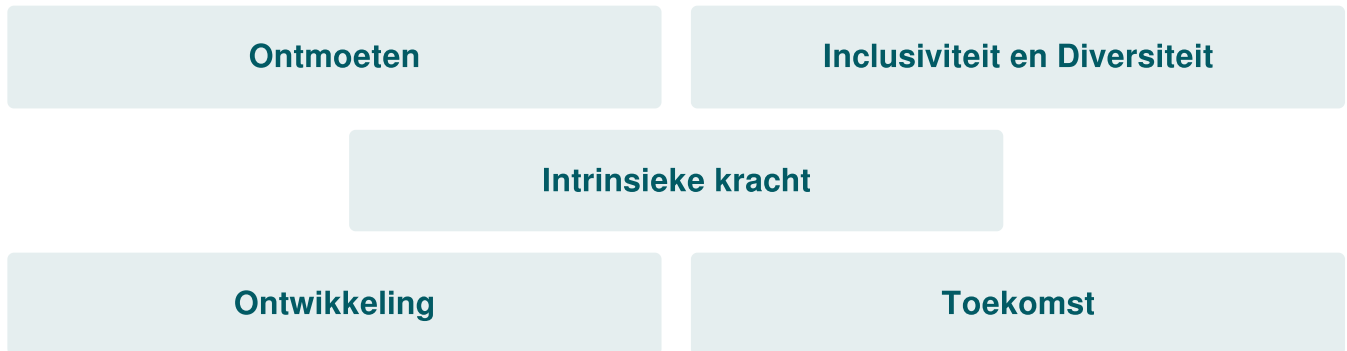 Ontmoeten
Inclusiviteit en Diversiteit
Intrinsieke kracht
Ontwikkeling
Toekomst